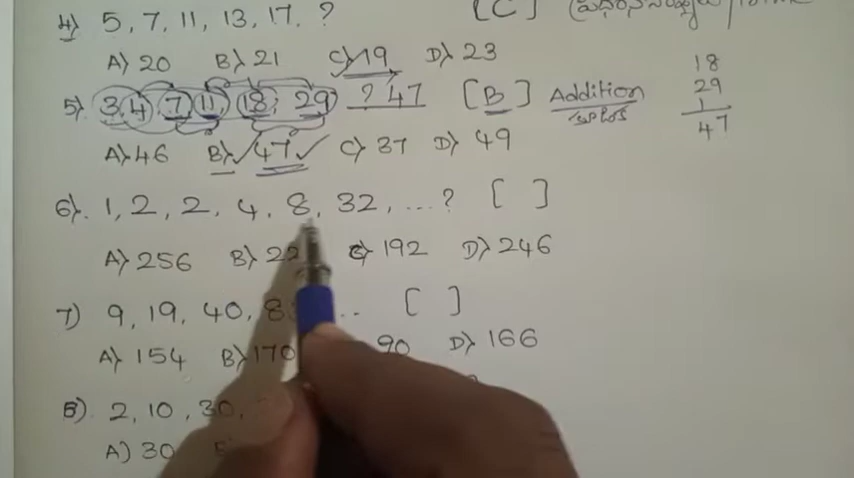 4) 5, 7, 11, 13, 17, ? [C]
A) 20 B) 21 C) 19 D) 23
5) 3, 4, 7, 11, 18, 29 ? 47 [B] Addition
18
29
1
47
A) 46 B) 47 C) 37 D) 49
6). 1, 2, 2, 4, 8, 32, ...? [ ]
A) 256 B) 22 C) 192 D) 246
7) 9, 19, 40, 8 .. [ ]
A) 154 B) 170 90 D) 166
8). 2, 10, 30,
A) 30